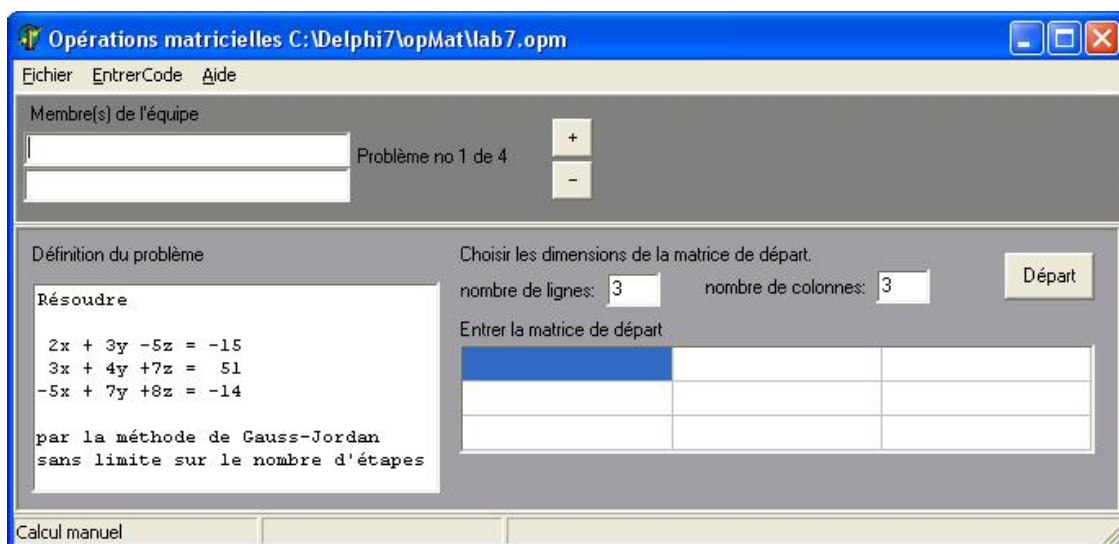 Opérations matricielles C:\Delphi7\opMat\lab7.opm
Fichier EntrerCode Aide
Membre(s) de l'équipe
Problème no 1 de 4
+
-
Définition du problème
Résoudre
2x + 3y -5z = -15
3x + 4y +7z = 51
-5x + 7y +8z = -14
par la méthode de Gauss-Jordan
sans limite sur le nombre d'étapes
Choisir les dimensions de la matrice de départ.
nombre de lignes: 3 nombre de colonnes: 3
Départ
Entrer la matrice de départ
Calcul manuel